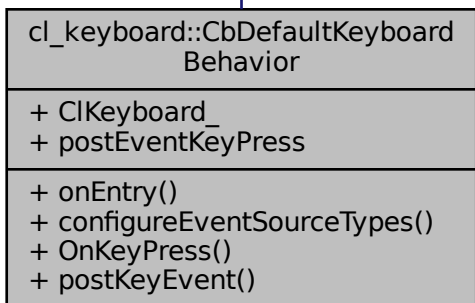 cl_keyboard::CbDefaultKeyboard
Behavior
+ ClKeyboard_
+ postEventKeyPress
+ onEntry()
+ configureEventSourceTypes()
+ OnKeyPress()
+ postKeyEvent()